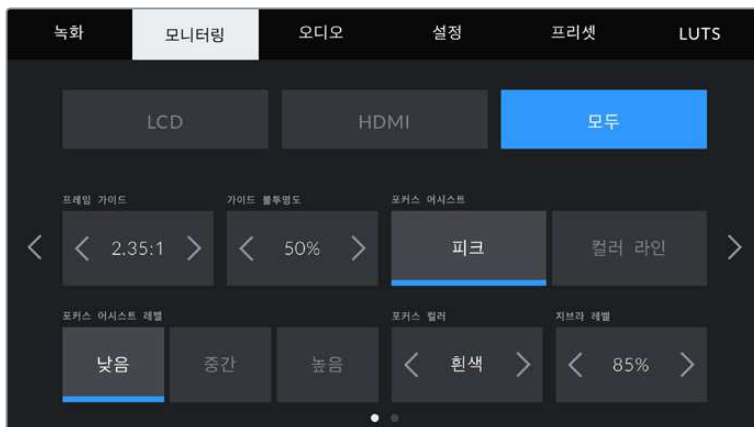 녹화 모니터링 오디오 설정 프리셋 LUTS
LCD HDMI 모두
프레임 가이드 가이드 불투명도 포커스 어시스트
2.35:1 50% 피크 컬러 라인
포커스 어시스트 레벨 포커스 컬러 지브라 레벨
낮음 중간 높음 흰색 85%